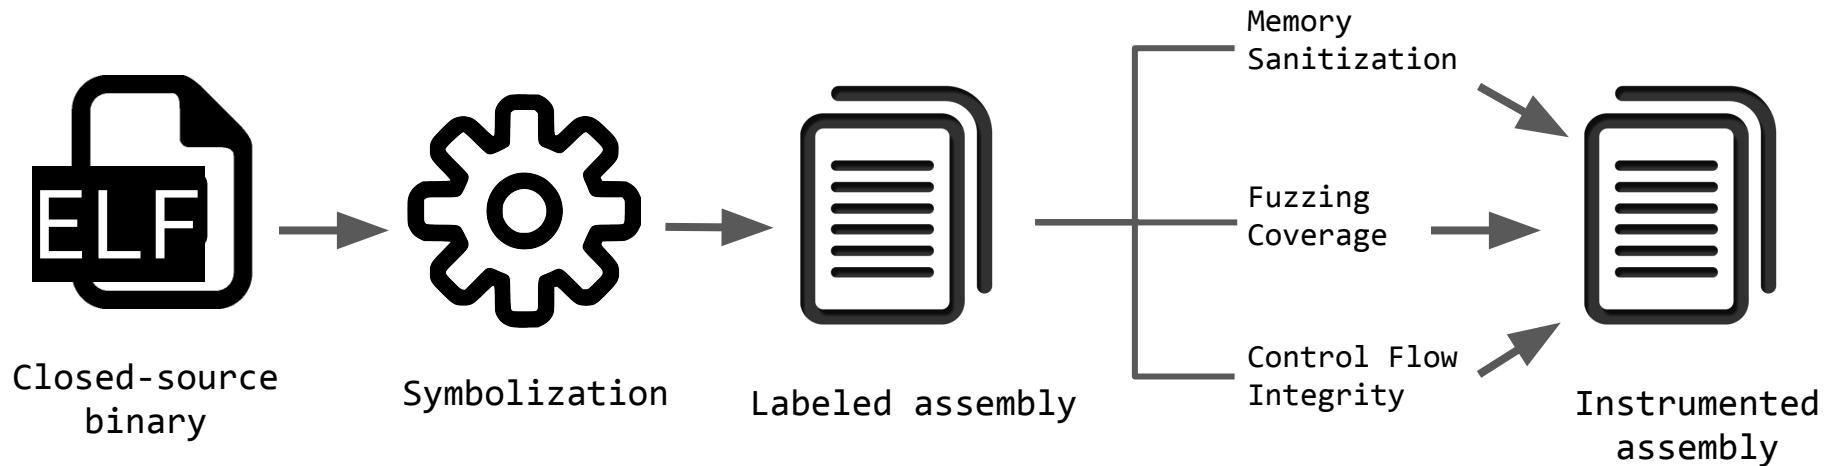 ELF
Closed-source
binary
Symbolization
Labeled assembly
Memory
Sanitization
Fuzzing
Coverage
Control Flow
Integrity
Instrumented
assembly